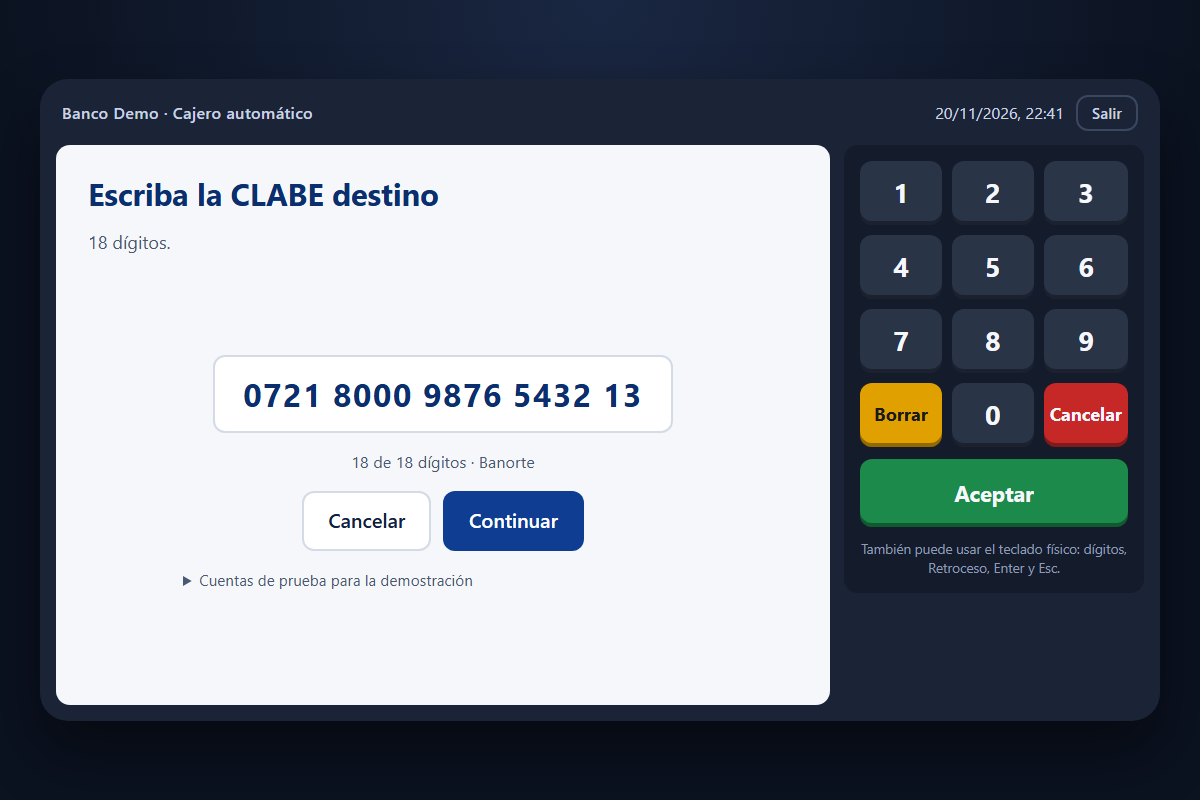 Banco Demo · Cajero automático
20/11/2026, 22:41
Salir
Escriba la CLABE destino
18 dígitos.
0721 8000 9876 5432 13
18 de 18 dígitos · Banorte
Cancelar
Continuar
▶ Cuentas de prueba para la demostración
1 2 3
4 5 6
7 8 9
Borrar 0 Cancelar
Aceptar
También puede usar el teclado físico: dígitos,
Retroceso, Enter y Esc.